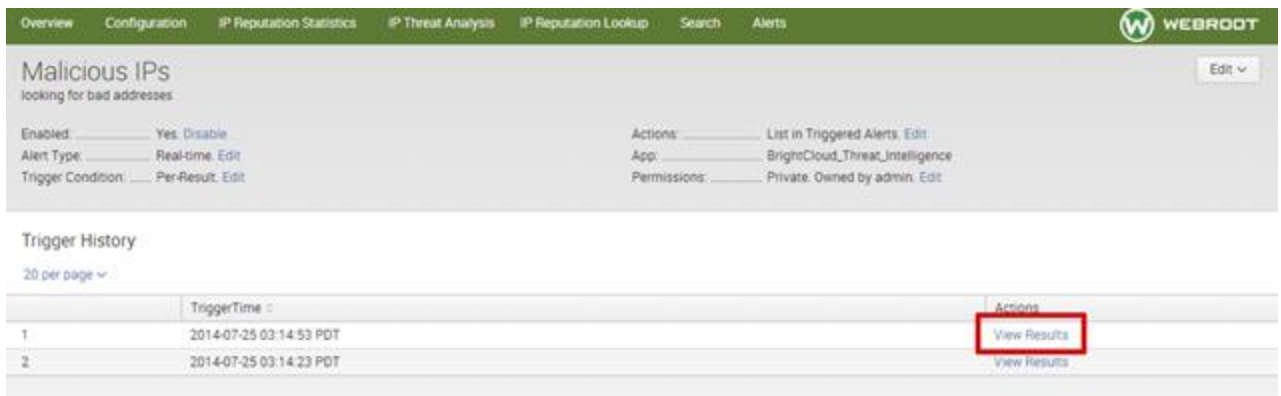 Overview Configuration IP Reputation Statistics IP Threat Analysis IP Reputation Lookup Search Alerts WEBROOT
Malicious IPs
Edit
looking for bad addresses
Enabled: Yes. Disable
Actions: List in Triggered Alerts. Edit
Alert Type: Real-time. Edit
App: BrightCloud_Threat_Intelligence
Trigger Condition: Per-Result. Edit
Permissions: Private. Owned by admin. Edit
Trigger History
20 per page
TriggerTime Actions
1 2014-07-25 03:14:53 PDT View Results
2 2014-07-25 03:14:23 PDT View Results